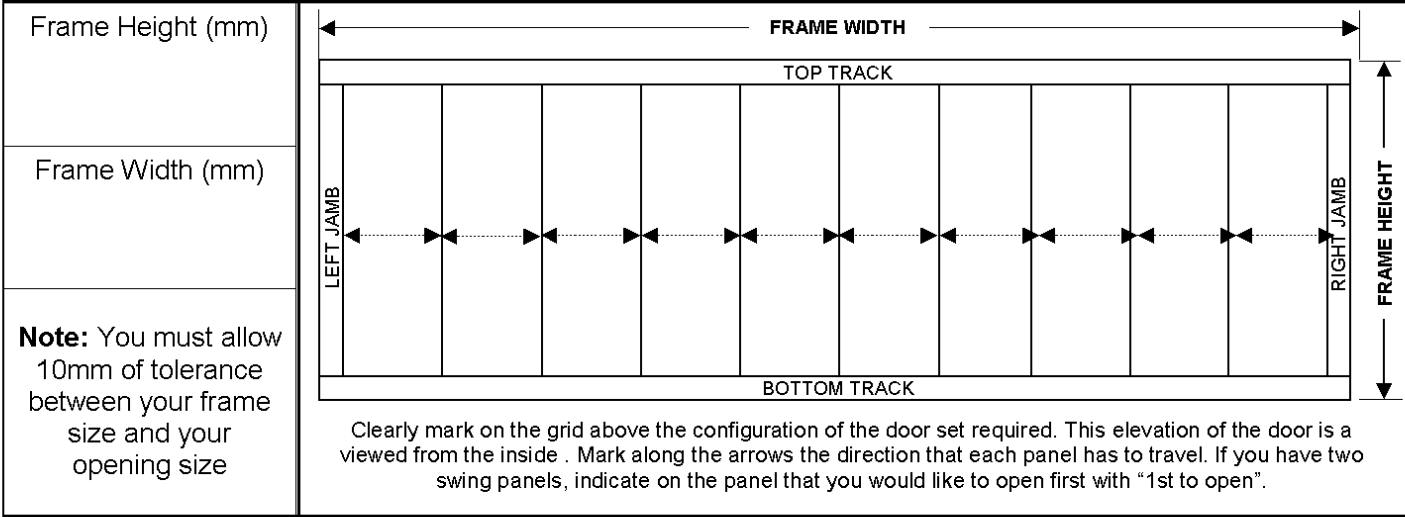 Frame Height (mm)
Frame Width (mm)
Note: You must allow
10mm of tolerance
between your frame
size and your
opening size
FRAME WIDTH
TOP TRACK
LEFT JAMB
RIGHT JAMB
FRAME HEIGHT
BOTTOM TRACK
Clearly mark on the grid above the configuration of the door set required. This elevation of the door is a
viewed from the inside . Mark along the arrows the direction that each panel has to travel. If you have two
swing panels, indicate on the panel that you would like to open first with “1st to open”.